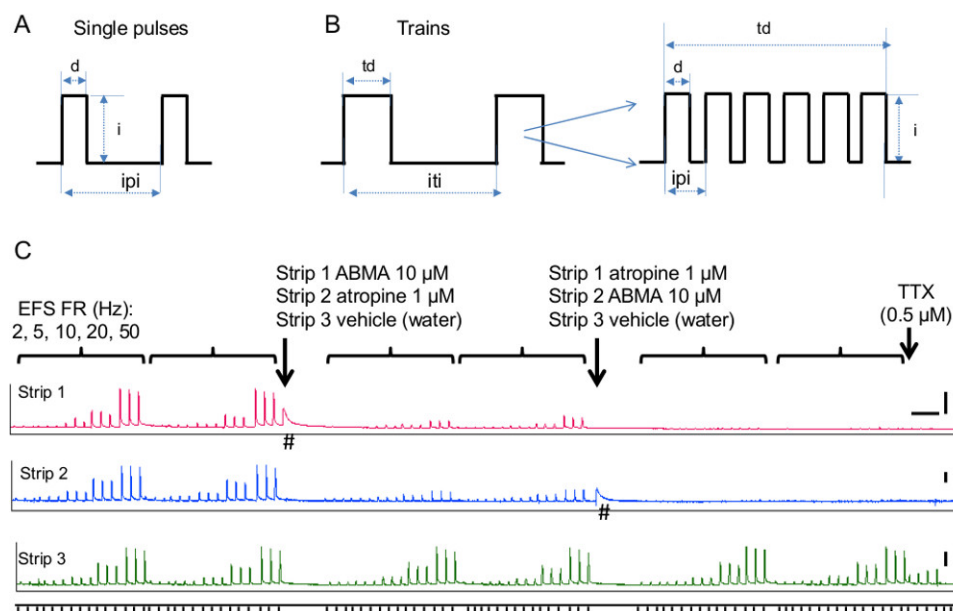 A
Single pulses
d
i
ipi
B
Trains
td
iti
td
d
i
ipi
C
EFS FR (Hz):
2, 5, 10, 20, 50
Strip 1 ABMA 10 µM
Strip 2 atropine 1 µM
Strip 3 vehicle (water)
Strip 1 atropine 1 µM
Strip 2 ABMA 10 µM
Strip 3 vehicle (water)
TTX
(0.5 µM)
Strip 1
#
Strip 2
#
Strip 3